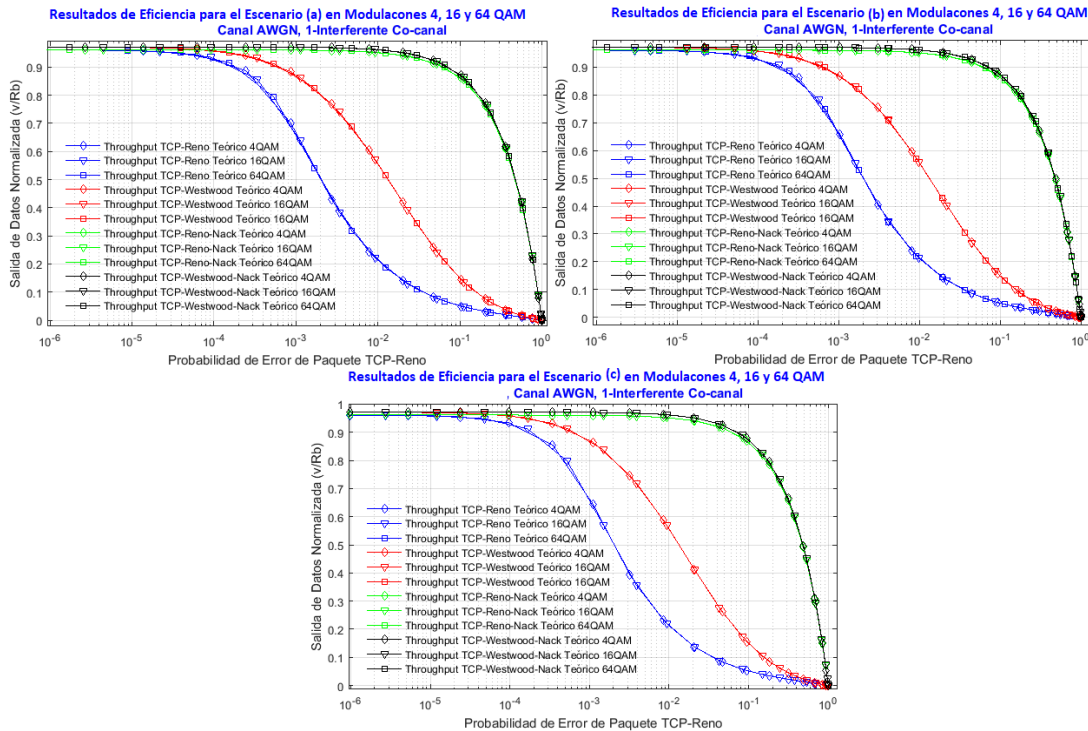 Resultados de Eficiencia para el Escenario (a) en Modulacones 4, 16 y 64 QAM
Canal AWGN, 1-Interferente Co-canal
Salida de Datos Normalizada (v/Rb)
0.9
0.8
0.7
0.6
0.5
0.4
0.3
0.2
0.1
0
Throughput TCP-Reno Teórico 4QAM
Throughput TCP-Reno Teórico 16QAM
Throughput TCP-Reno Teórico 64QAM
Throughput TCP-Westwood Teórico 4QAM
Throughput TCP-Westwood Teórico 16QAM
Throughput TCP-Westwood Teórico 16QAM
Throughput TCP-Reno-Nack Teórico 4QAM
Throughput TCP-Reno-Nack Teórico 16QAM
Throughput TCP-Reno-Nack Teórico 64QAM
Throughput TCP-Westwood-Nack Teórico 4QAM
Throughput TCP-Westwood-Nack Teórico 16QAM
Throughput TCP-Westwood-Nack Teórico 64QAM
10^-6 10^-5 10^-4 10^-3 10^-2 10^-1 10^0
Probabilidad de Error de Paquete TCP-Reno
Resultados de Eficiencia para el Escenario (b) en Modulacones 4, 16 y 64 QAM
Canal AWGN, 1-Interferente Co-canal
Salida de Datos Normalizada (v/Rb)
0.9
0.8
0.7
0.6
0.5
0.4
0.3
0.2
0.1
0
Throughput TCP-Reno Teórico 4QAM
Throughput TCP-Reno Teórico 16QAM
Throughput TCP-Reno Teórico 64QAM
Throughput TCP-Westwood Teórico 4QAM
Throughput TCP-Westwood Teórico 16QAM
Throughput TCP-Westwood Teórico 16QAM
Throughput TCP-Reno-Nack Teórico 4QAM
Throughput TCP-Reno-Nack Teórico 16QAM
Throughput TCP-Reno-Nack Teórico 64QAM
Throughput TCP-Westwood-Nack Teórico 4QAM
Throughput TCP-Westwood-Nack Teórico 16QAM
Throughput TCP-Westwood-Nack Teórico 64QAM
10^-6 10^-5 10^-4 10^-3 10^-2 10^-1 10^0
Probabilidad de Error de Paquete TCP-Reno
Resultados de Eficiencia para el Escenario (c) en Modulacones 4, 16 y 64 QAM
, Canal AWGN, 1-Interferente Co-canal
Salida de Datos Normalizada (v/Rb)
1
0.9
0.8
0.7
0.6
0.5
0.4
0.3
0.2
0.1
0
Throughput TCP-Reno Teórico 4QAM
Throughput TCP-Reno Teórico 16QAM
Throughput TCP-Reno Teórico 64QAM
Throughput TCP-Westwood Teórico 4QAM
Throughput TCP-Westwood Teórico 16QAM
Throughput TCP-Westwood Teórico 16QAM
Throughput TCP-Reno-Nack Teórico 4QAM
Throughput TCP-Reno-Nack Teórico 16QAM
Throughput TCP-Reno-Nack Teórico 64QAM
Throughput TCP-Westwood-Nack Teórico 4QAM
Throughput TCP-Westwood-Nack Teórico 16QAM
Throughput TCP-Westwood-Nack Teórico 64QAM
10^-6 10^-5 10^-4 10^-3 10^-2 10^-1 10^0
Probabilidad de Error de Paquete TCP-Reno